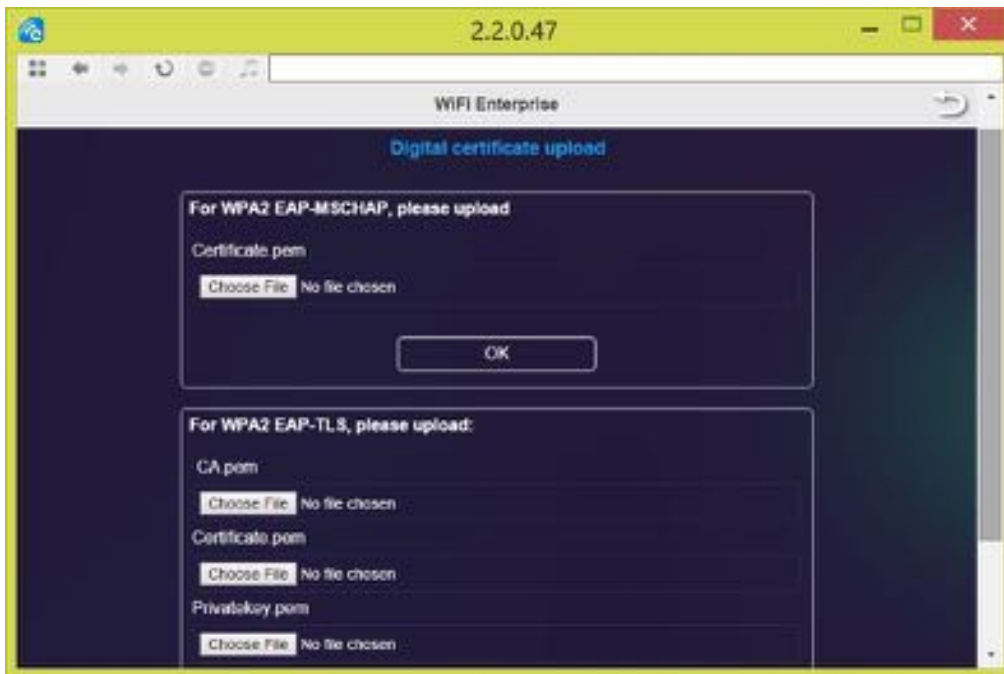 2.2.0.47
WiFi Enterprise
Digital certificate upload
For WPA2 EAP-MSCHAP, please upload
Certificate.pem
Choose File No file chosen
OK
For WPA2 EAP-TLS, please upload:
CA.pem
Choose File No file chosen
Certificate.pem
Choose File No file chosen
Privatekey.pem
Choose File No file chosen